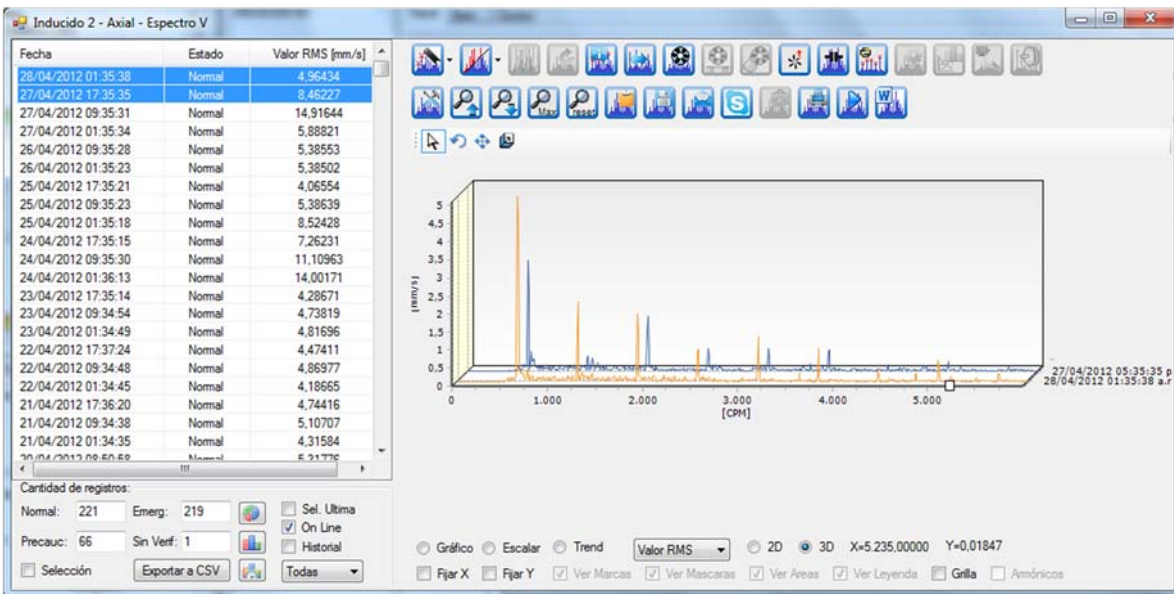 Inducido 2 - Axial - Espectro V
Fecha Estado Valor RMS [mm/s]
28/04/2012 01:35:38 Normal 4,96434
27/04/2012 17:35:35 Normal 8,46227
27/04/2012 09:35:31 Normal 14,91644
27/04/2012 01:35:34 Normal 5,88821
26/04/2012 09:35:28 Normal 5,38553
26/04/2012 01:35:23 Normal 5,38502
25/04/2012 17:35:21 Normal 4,06554
25/04/2012 09:35:23 Normal 5,38639
25/04/2012 01:35:18 Normal 8,52428
24/04/2012 17:35:15 Normal 7,26231
24/04/2012 09:35:30 Normal 11,10963
24/04/2012 01:36:13 Normal 14,00171
23/04/2012 17:35:14 Normal 4,28671
23/04/2012 09:34:54 Normal 4,73819
23/04/2012 01:34:49 Normal 4,81696
22/04/2012 17:37:24 Normal 4,47411
22/04/2012 09:34:48 Normal 4,86977
22/04/2012 01:34:45 Normal 4,18665
21/04/2012 17:36:20 Normal 4,74416
21/04/2012 09:34:38 Normal 5,10707
21/04/2012 01:34:35 Normal 4,31584
20/04/2012 08:50:58 Normal 5,21776
Cantidad de registros:
Normal: 221 Emerg: 219
Precauc: 66 Sin Verif: 1
Sel. Ultima
On Line
Historial
Selección Exportar a CSV Todas
Max
reset
S
W
[mm/s]
5
4,5
4
3,5
3
2,5
2
1,5
1
0,5
0
0 1.000 2.000 3.000 4.000 5.000
[CPM]
27/04/2012 05:35:35 p
28/04/2012 01:35:38 a.r
Gráfico Escalar Trend Valor RMS 2D 3D X=5.235,00000 Y=0,01847
Fijar X Fijar Y Ver Marcas Ver Mascaras Ver Areas Ver Leyenda Grilla Armónicos